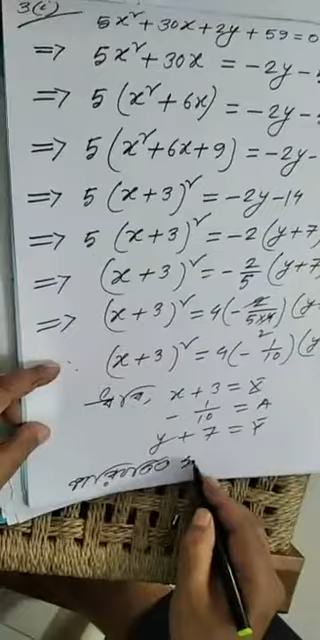 3(i)
5x² + 30x + 2y + 59 = 0
=> 5x² + 30x = -2y - 5
=> 5(x² + 6x) = -2y -
=> 5(x² + 6x + 9) = -2y -
=> 5(x + 3)² = -2y - 14
=> 5(x + 3)² = -2(y + 7)
=> (x + 3)² = -2/5 (y + 7
=> (x + 3)² = 4(-2/(5×4))(y
(x + 3)² = 4(-1/10)(y
x + 3 = X
-1/10 = A
y + 7 = Y